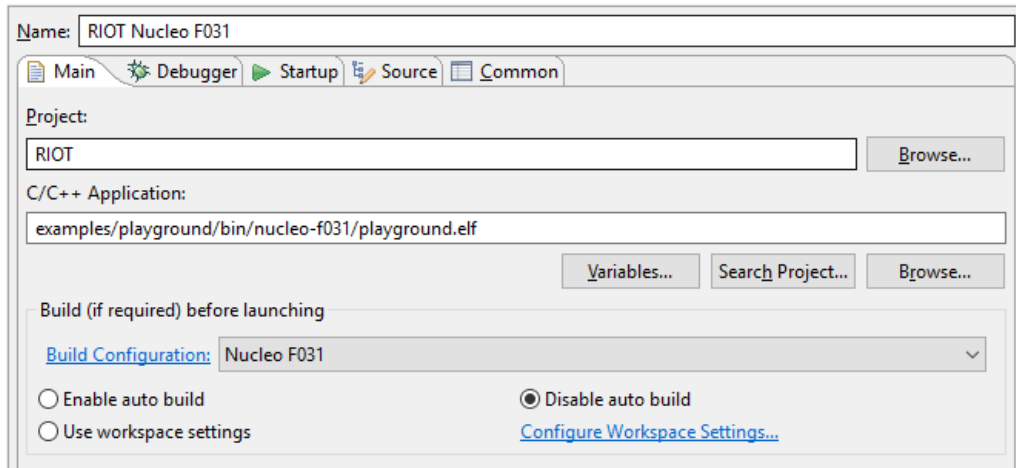 Name: RIOT Nucleo F031
Main Debugger Startup Source Common
Project:
RIOT Browse...
C/C++ Application:
examples/playground/bin/nucleo-f031/playground.elf
Variables... Search Project... Browse...
Build (if required) before launching
Build Configuration: Nucleo F031
Enable auto build Disable auto build
Use workspace settings Configure Workspace Settings...